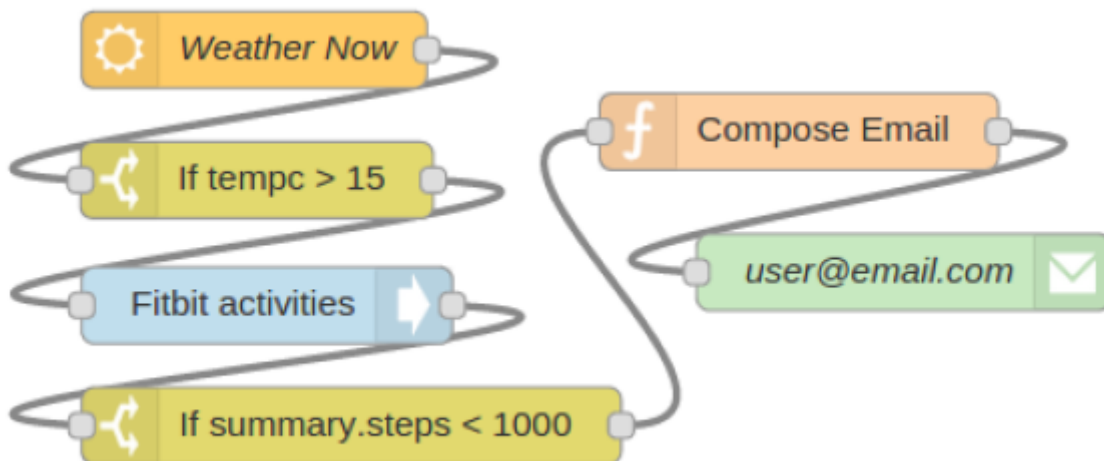 Weather Now
If tempc > 15
Fitbit activities
If summary.steps < 1000
Compose Email
user@email.com